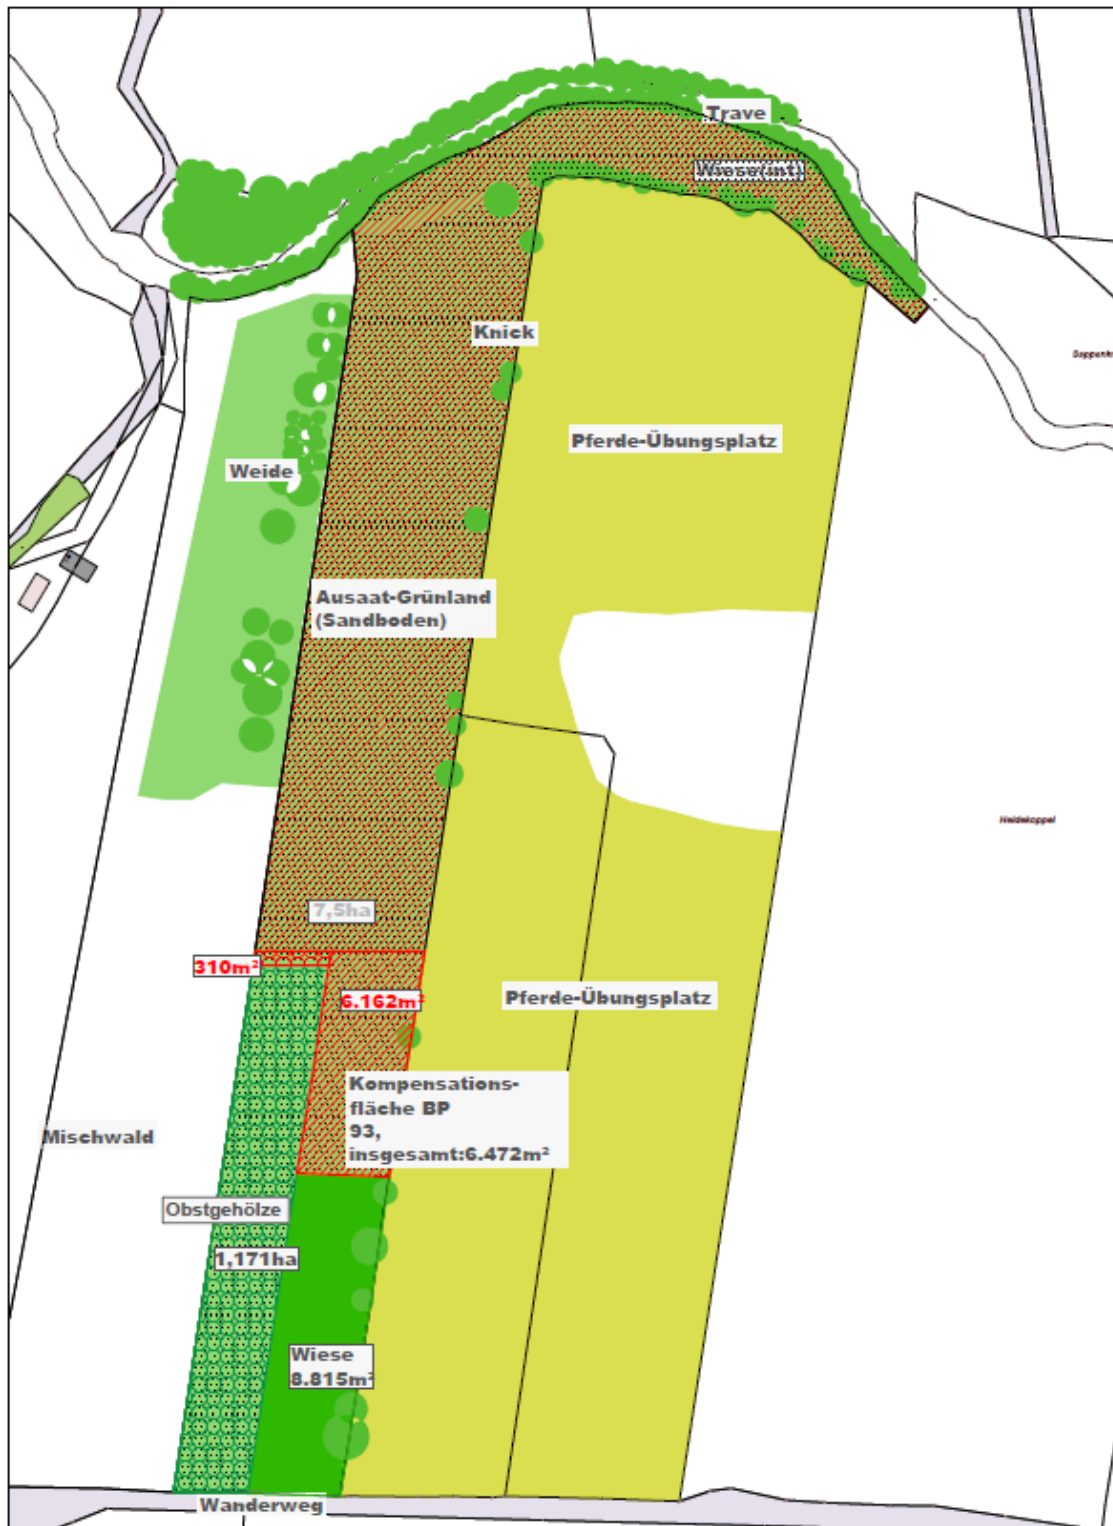 Trave
Wiese(int)
Knick
Pferde-Übungsplatz
Weide
Ausaat-Grünland
(Sandboden)
Heidekoppel
7,5ha
310m²
6.162m²
Pferde-Übungsplatz
Kompensations-
fläche BP
93,
insgesamt:6.472m²
Mischwald
Obstgehölze
1,171ha
Wiese
8.815m²
Wanderweg